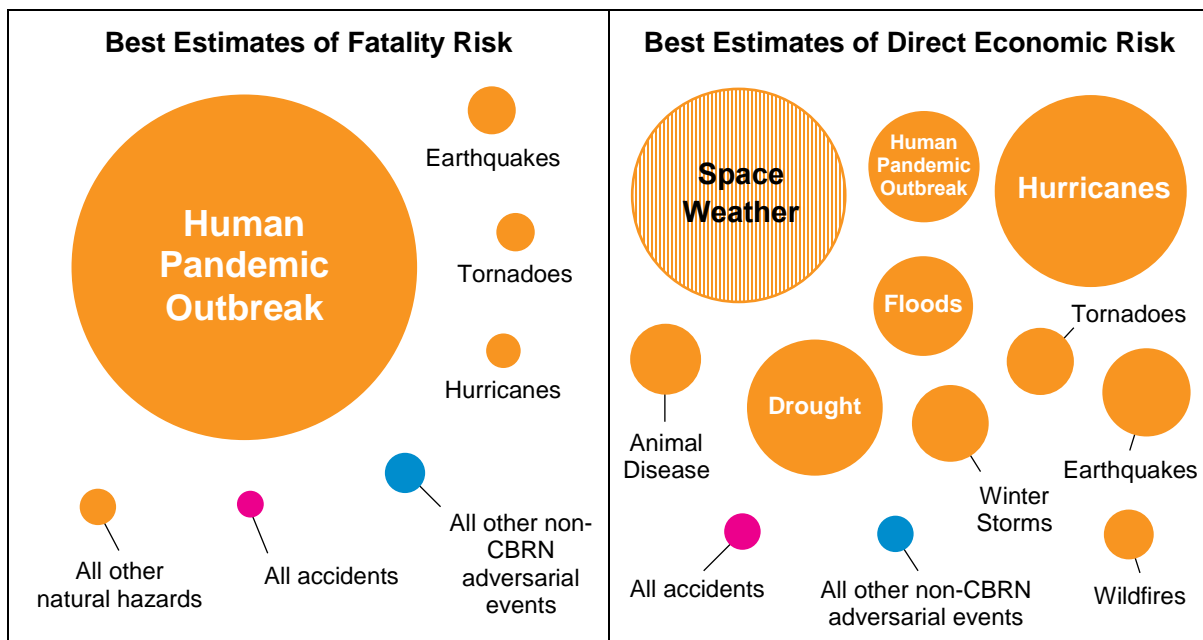 Best Estimates of Fatality Risk
Human
Pandemic
Outbreak
Earthquakes
Tornadoes
Hurricanes
All other
natural hazards
All accidents
All other non-
CBRN
adversarial
events
Best Estimates of Direct Economic Risk
Space
Weather
Human
Pandemic
Outbreak
Hurricanes
Floods
Tornadoes
Animal
Disease
Drought
Winter
Storms
Earthquakes
All accidents
All other non-CBRN
adversarial events
Wildfires